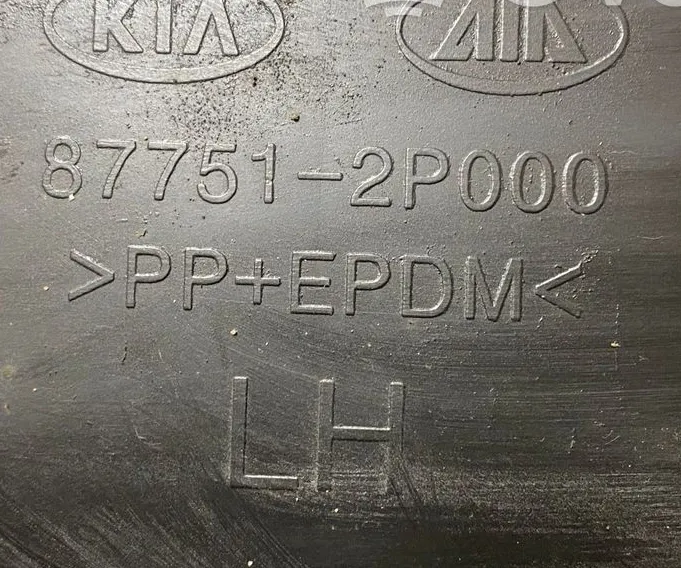 KIA KIA
87751-2P000
>PP+EPDM<
LH